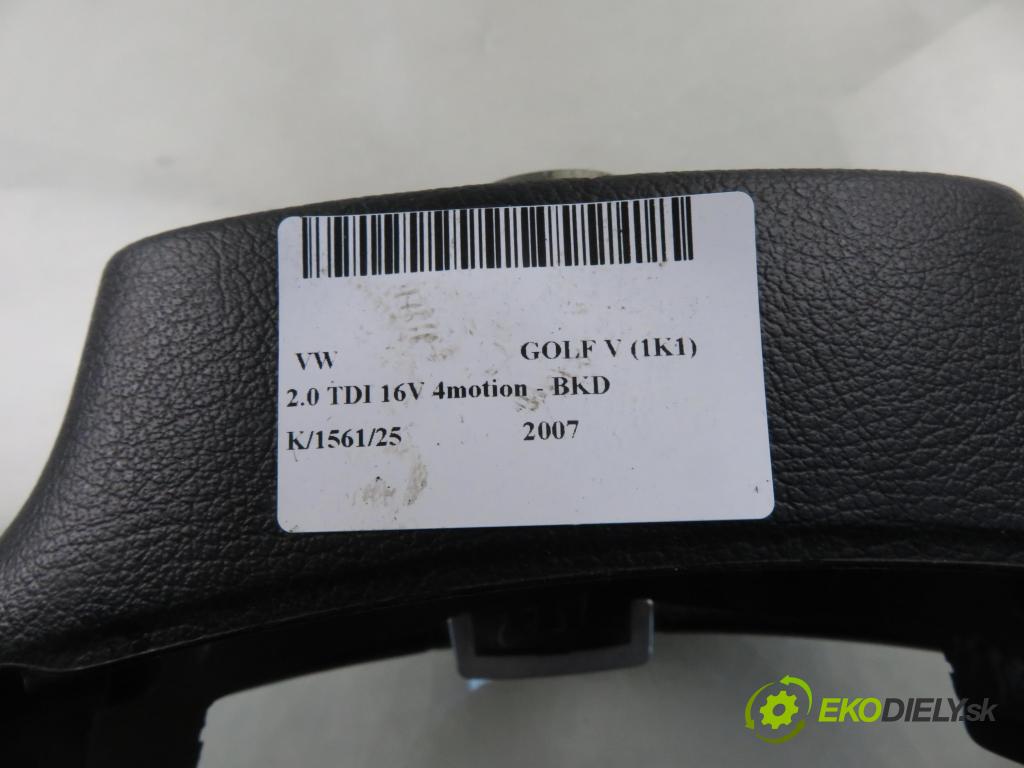 VW GOLF V (1K1)
2.0 TDI 16V 4motion - BKD
K/1561/25 2007
EKODIELY.sk